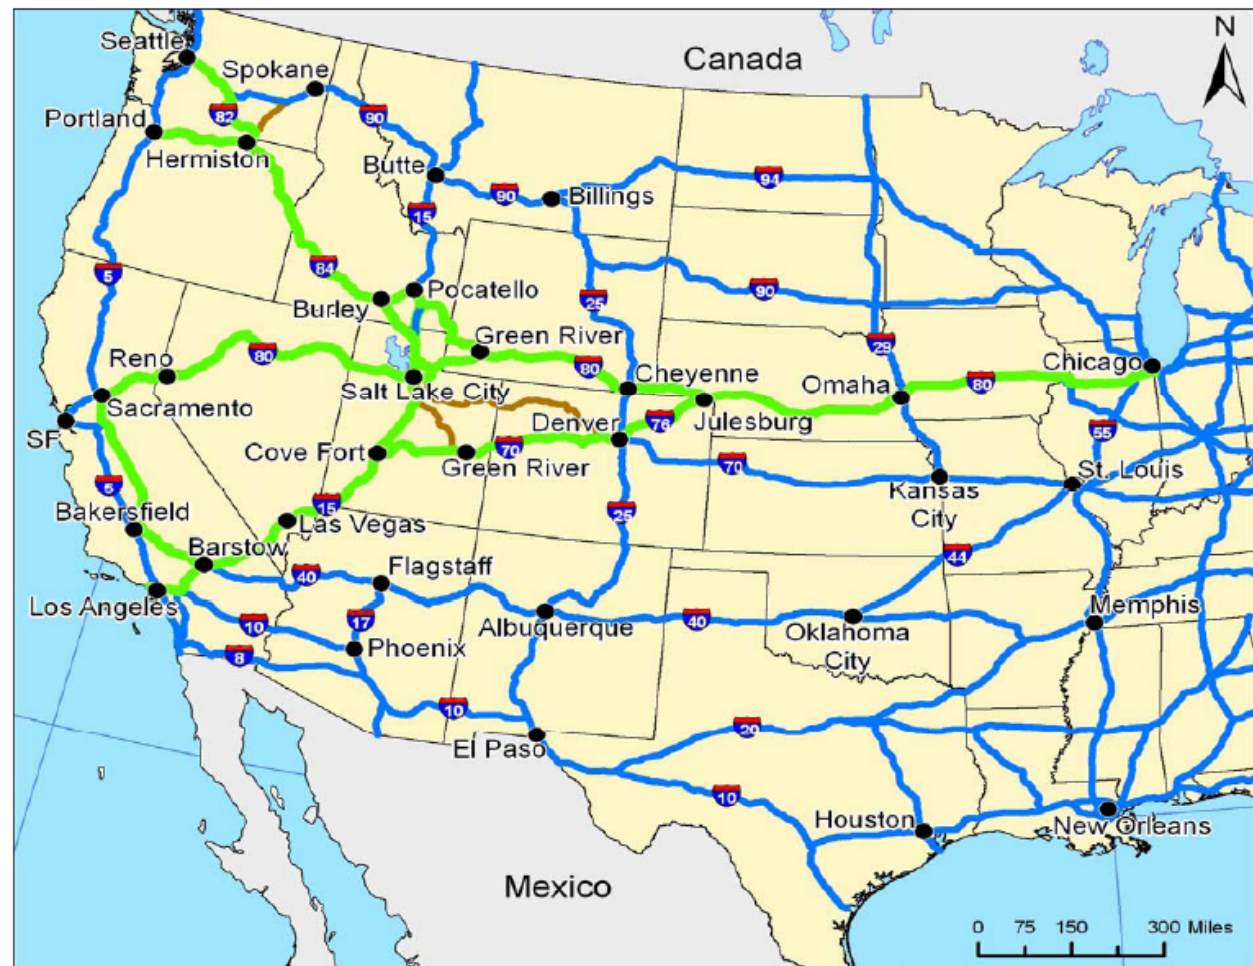 Canada
N
Seattle
Spokane
82
90
Portland
Hermiston
Butte
90
Billings
94
15
5
84
Burley
Pocatello
25
90
Green River
Reno
80
80
29
Chicago
Salt Lake City
Cheyenne
Omaha
80
Sacramento
SF
Denver
76
Julesburg
55
Cove Fort
Green River
70
70
St. Louis
5
Kansas
City
Bakersfield
15
Las Vegas
25
Barstow
40
Flagstaff
44
Los Angeles
10
17
Albuquerque
40
Oklahoma
City
Memphis
8
Phoenix
10
El Paso
20
10
Houston
New Orleans
Mexico
0 75 150 300 Miles